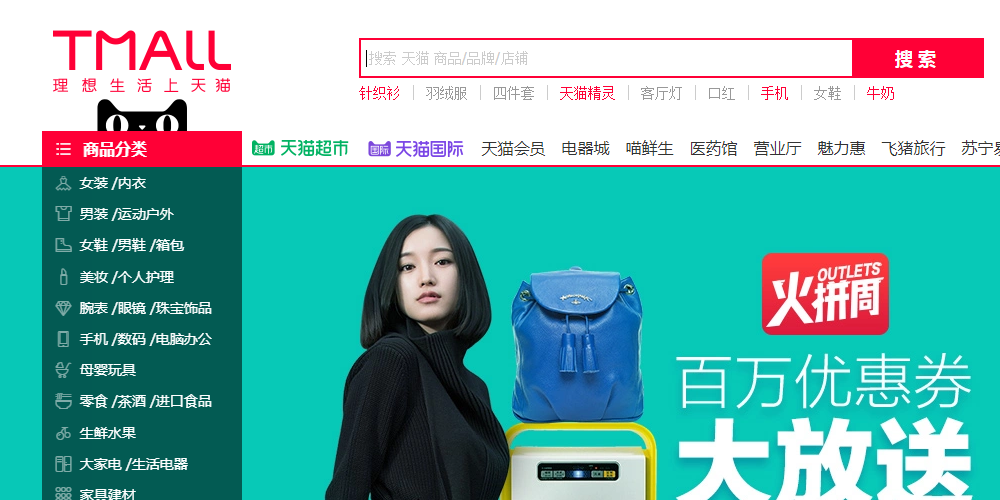 TMALL
理想生活上天猫
搜索 天猫 商品/品牌/店铺
搜索
针织衫 羽绒服 四件套 天猫精灵 客厅灯 口红 手机 女鞋 牛奶
商品分类
超市 天猫超市 国际 天猫国际 天猫会员 电器城 喵鲜生 医药馆 营业厅 魅力惠 飞猪旅行 苏宁易
女装 /内衣
男装 /运动户外
女鞋 /男鞋 /箱包
美妆 /个人护理
腕表 /眼镜 /珠宝饰品
手机 /数码 /电脑办公
母婴玩具
零食 /茶酒 /进口食品
生鲜水果
大家电 /生活电器
家具建材
OUTLETS
火拼周
百万优惠券
大放送